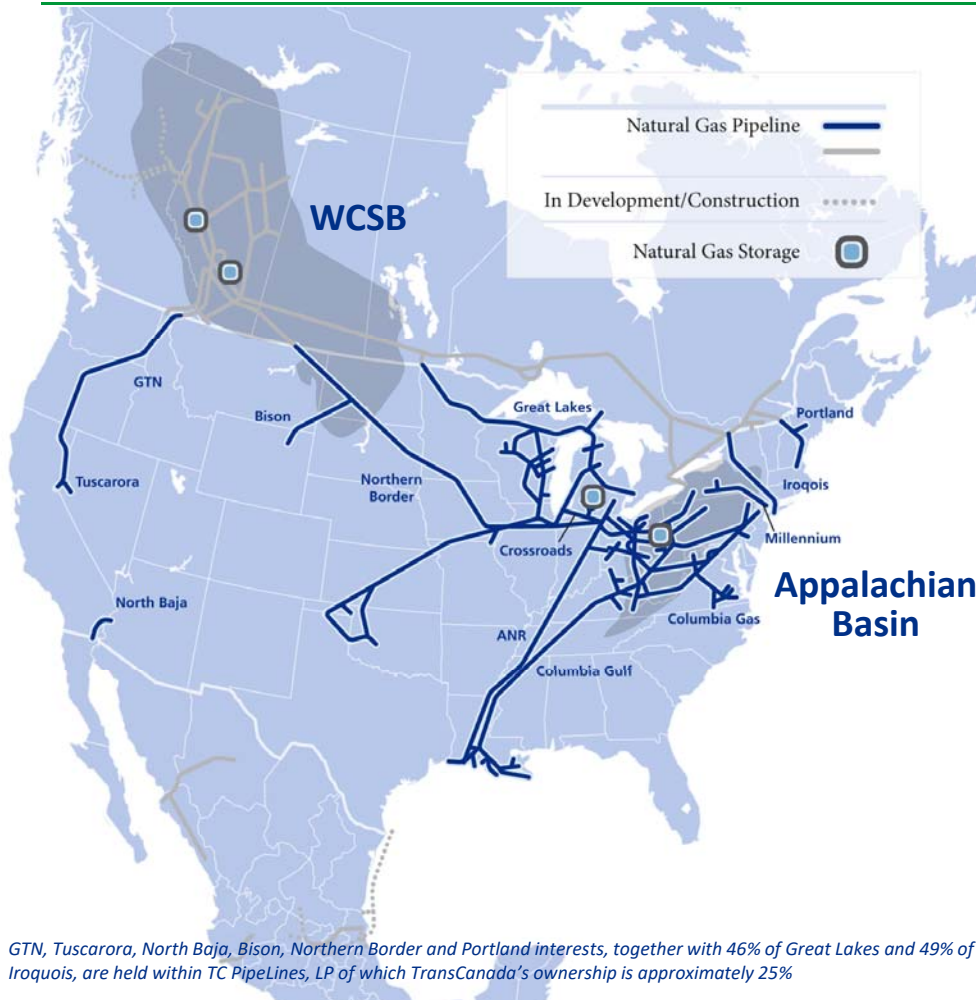 Natural Gas Pipeline
In Development/Construction
Natural Gas Storage
WCSB
GTN
Bison
Great Lakes
Portland
Tuscarora
Northern
Border
Iroqois
Crossroads
Millennium
Appalachian
Basin
North Baja
Columbia Gas
ANR
Columbia Gulf
GTN, Tuscarora, North Baja, Bison, Northern Border and Portland interests, together with 46% of Great Lakes and 49% of
Iroquois, are held within TC PipeLines, LP of which TransCanada's ownership is approximately 25%